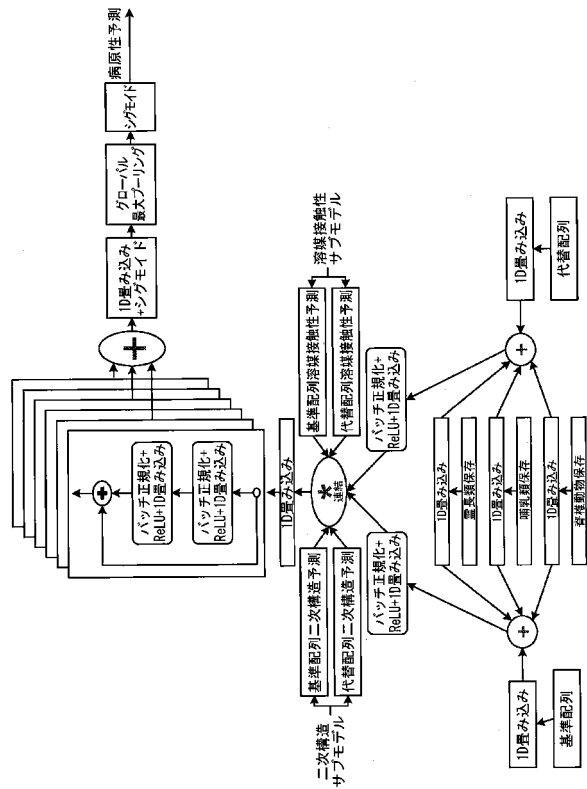 病原性予測
シグモイド
グローバル
最大プーリング
1D畳み込み
+シグモイド
+
+
バッチ正規化+
ReLU+1D畳み込み
バッチ正規化+
ReLU+1D畳み込み
1D畳み込み
*
連結
二次構造
サブモデル
基準配列二次構造予測
代替配列二次構造予測
溶媒接触性
サブモデル
基準配列溶媒接触性予測
代替配列溶媒接触性予測
バッチ正規化+
ReLU+1D畳み込み
バッチ正規化+
ReLU+1D畳み込み
+
+
1D畳み込み
霊長類保存
1D畳み込み
哺乳類保存
1D畳み込み
脊椎動物保存
1D畳み込み
基準配列
1D畳み込み
代替配列